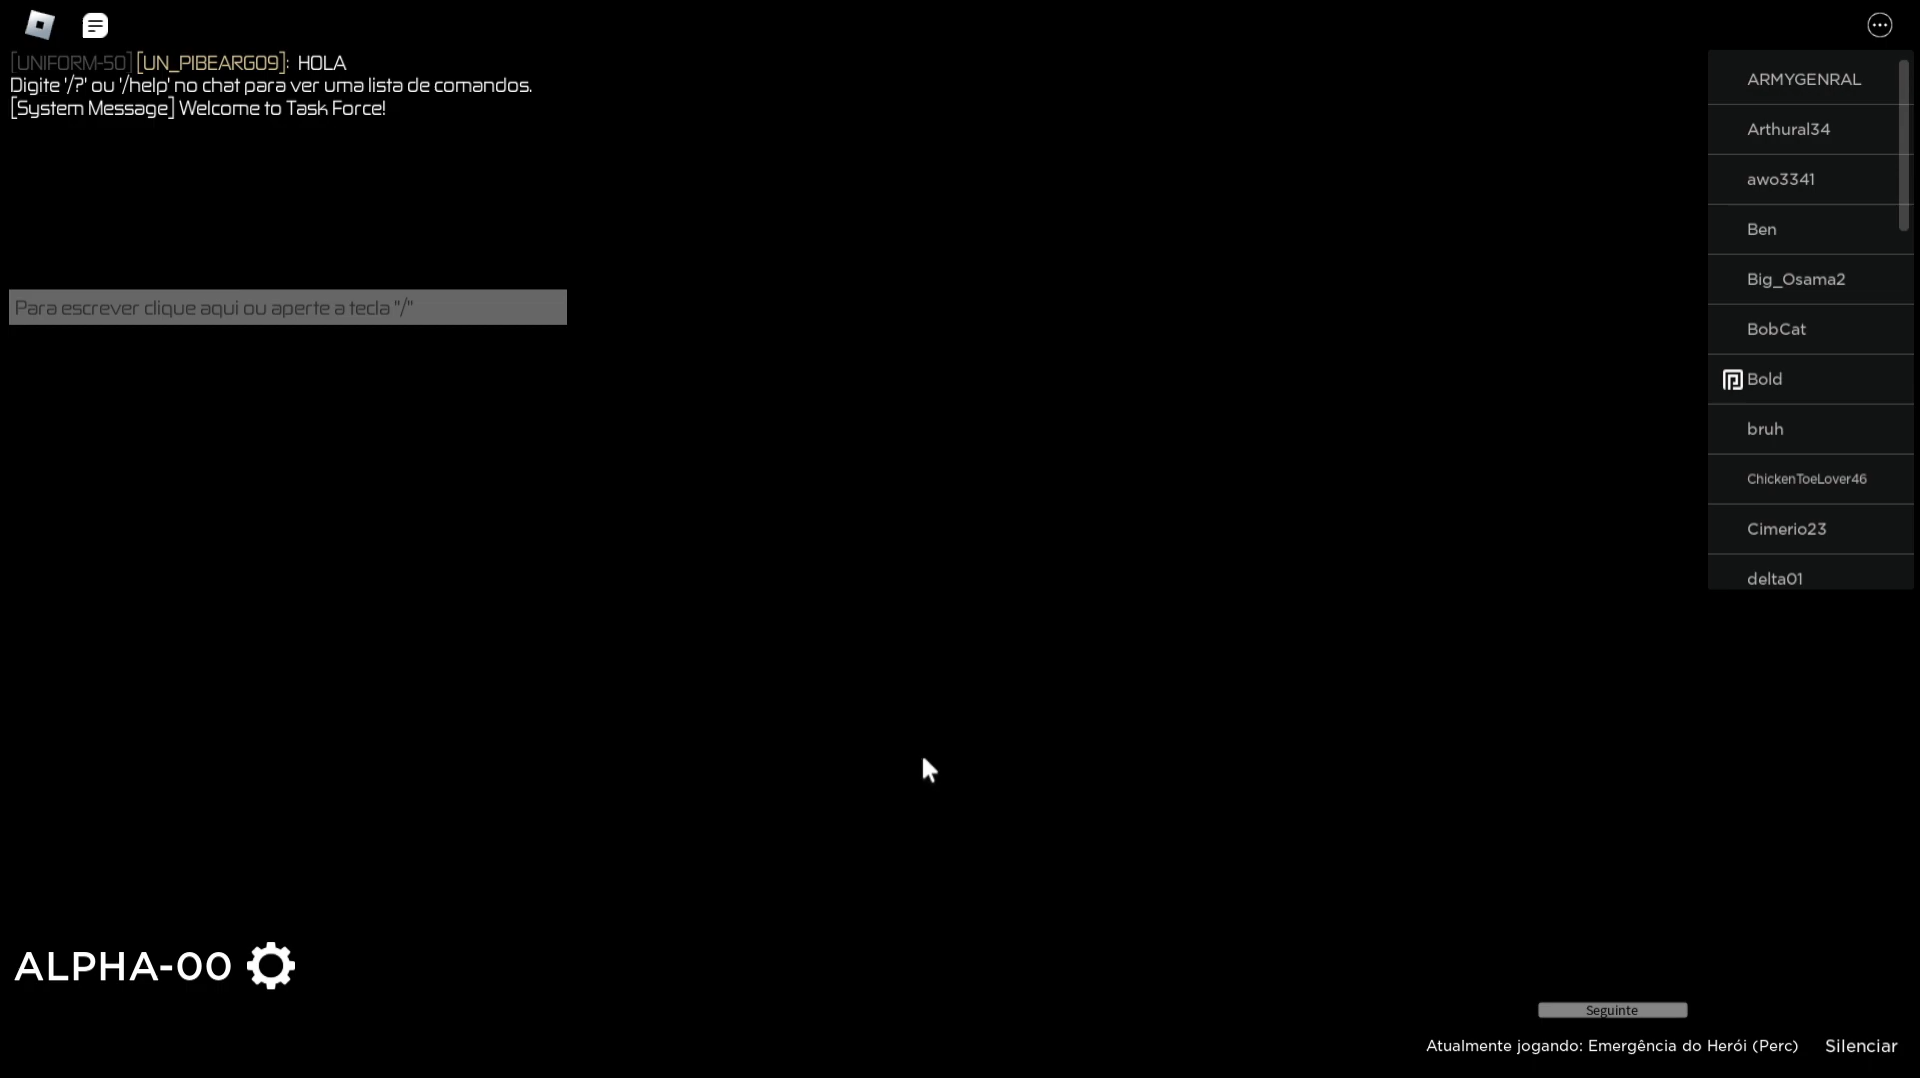 [UNIFORM-50] [UN_PIBEARG09]: HOLA
Digite '/?' ou '/help' no chat para ver uma lista de comandos.
[System Message] Welcome to Task Force!
Para escrever clique aqui ou aperte a tecla "/"
ARMYGENRAL
Arthural34
awo3341
Ben
Big_Osama2
BobCat
Bold
bruh
ChickenToeLover46
Cimerio23
delta01
ALPHA-00
Seguinte
Atualmente jogando: Emergência do Herói (Perc)
Silenciar